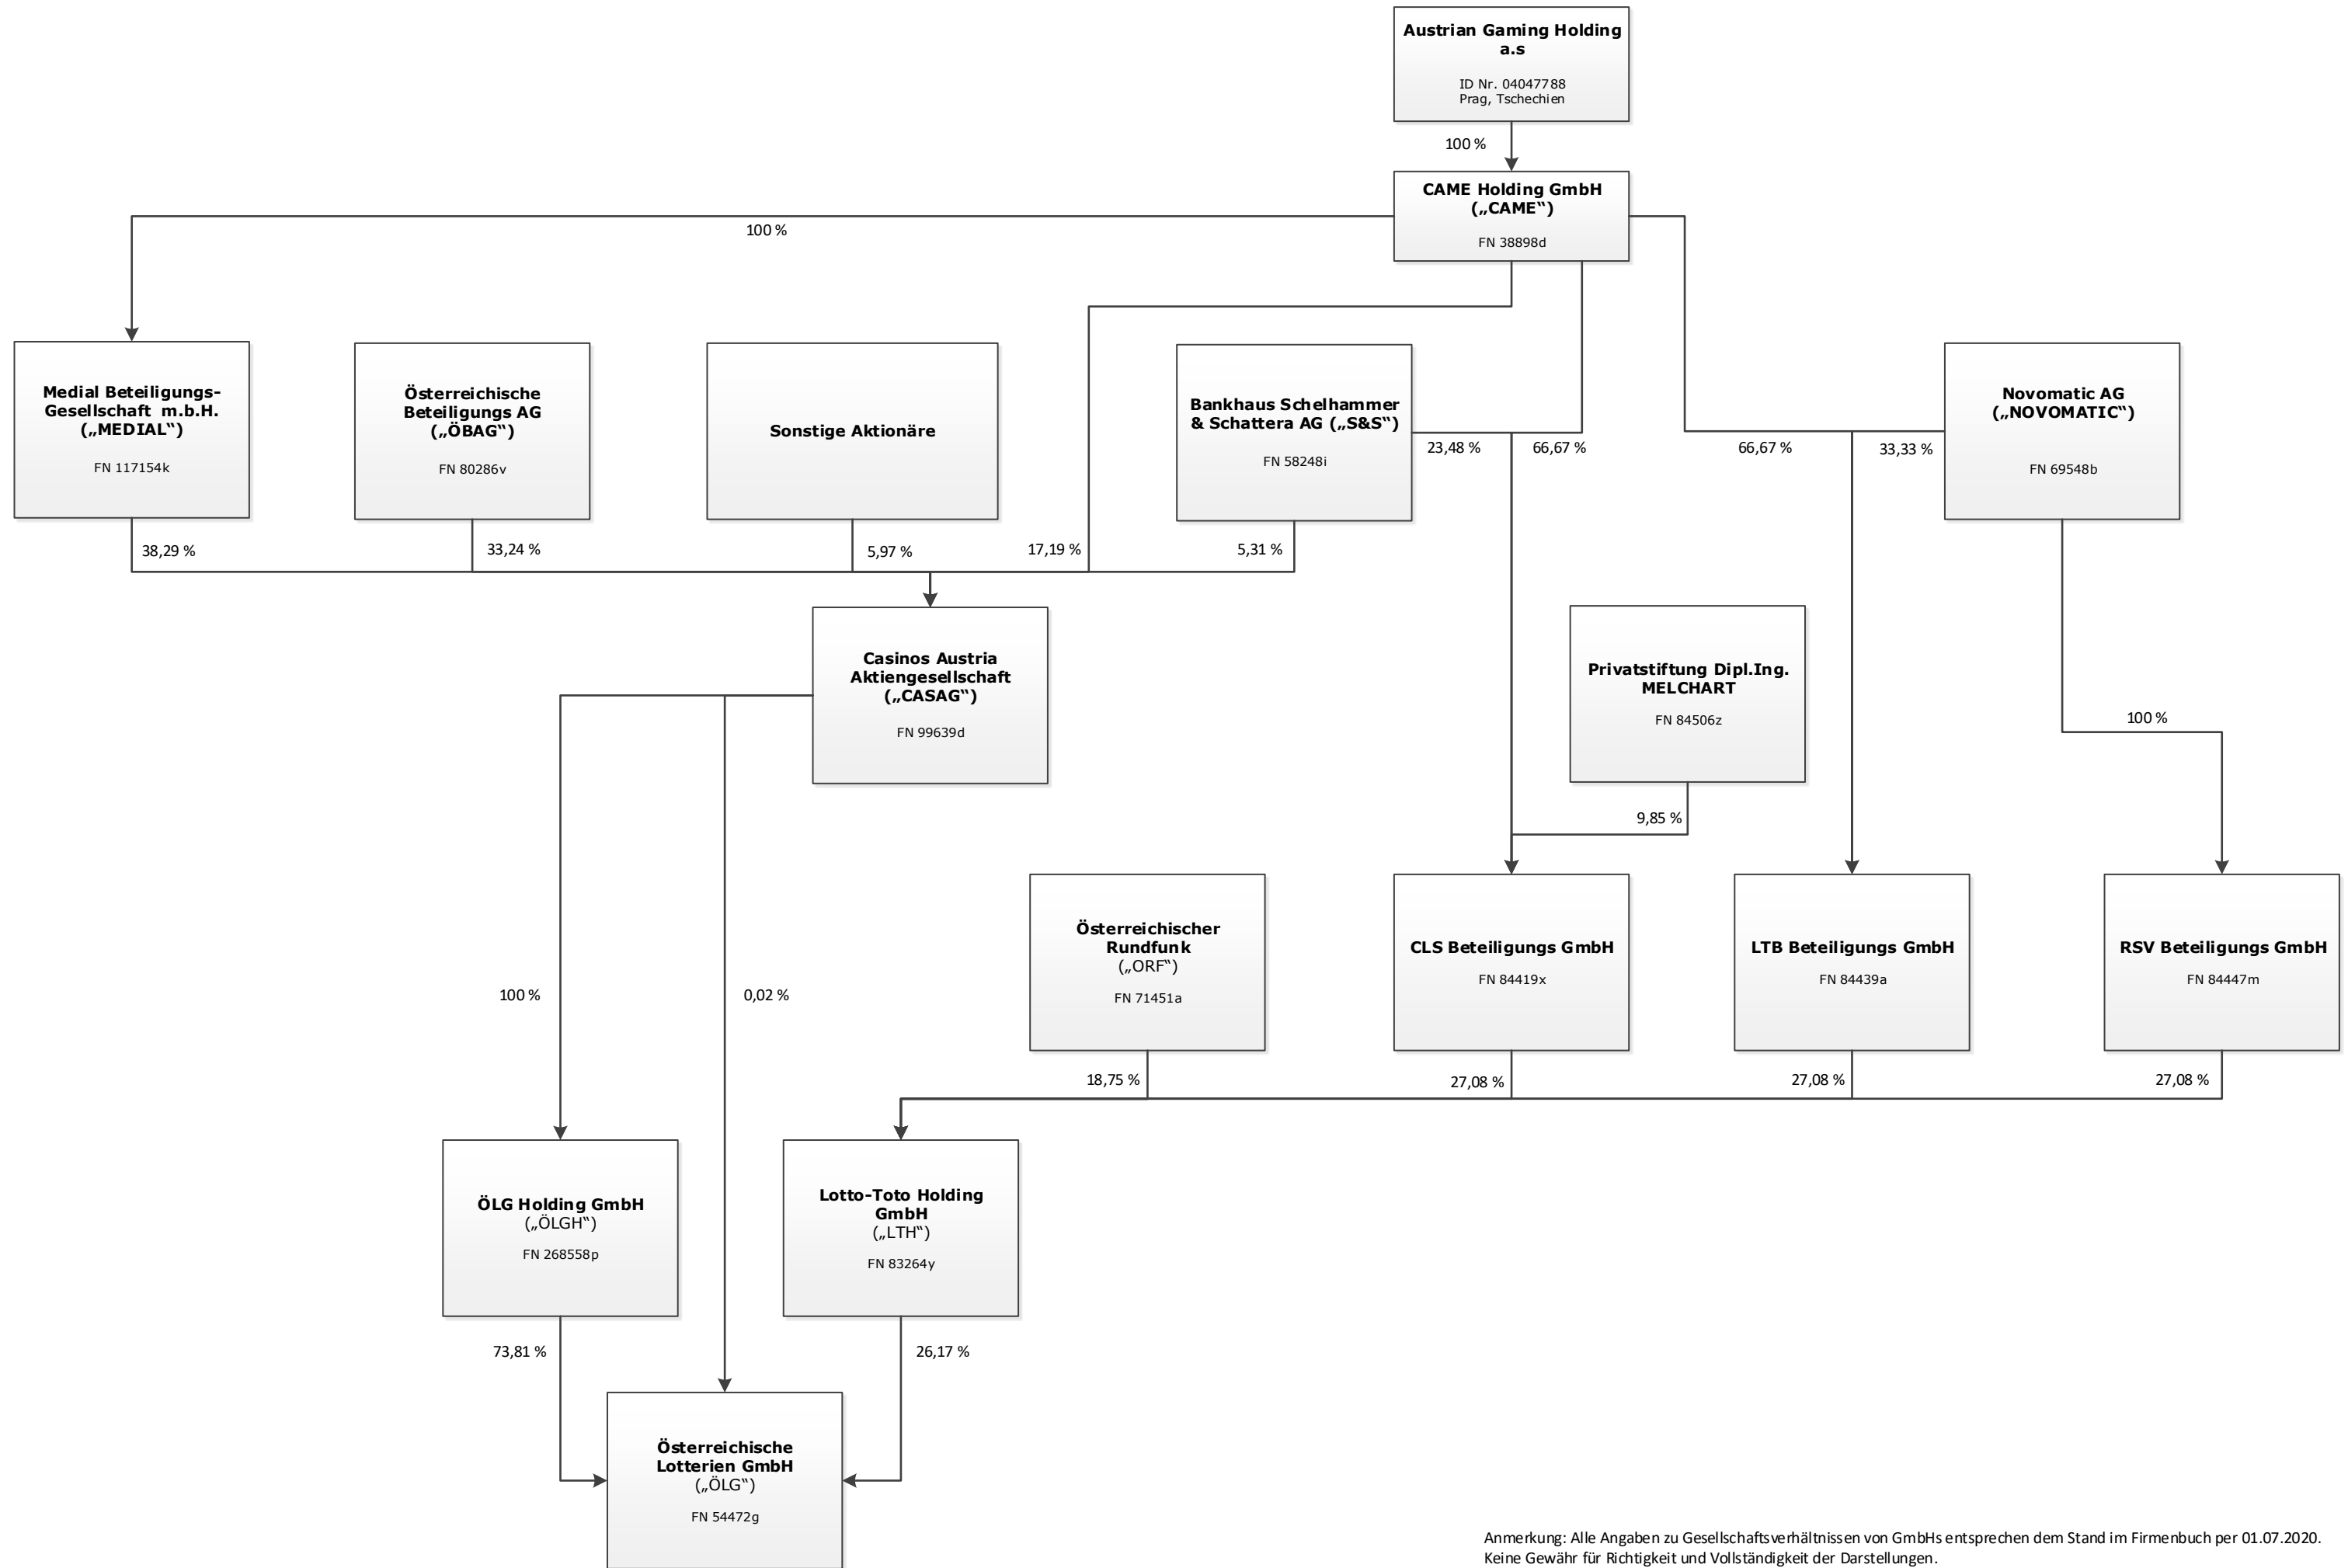 Austrian Gaming Holding
a.s
ID Nr. 04047788
Prag, Tschechien
100 %
CAME Holding GmbH
(„CAME“)
FN 38898d
100 %
Medial Beteiligungs-
Gesellschaft m.b.H.
(„MEDIAL“)
FN 117154k
Österreichische
Beteiligungs AG
(„ÖBAG“)
FN 80286v
Sonstige Aktionäre
Bankhaus Schelhammer
& Schattera AG („S&S“)
FN 58248i
Novomatic AG
(„NOVOMATIC“)
FN 69548b
23,48 %
66,67 %
66,67 %
33,33 %
38,29 %
33,24 %
5,97 %
17,19 %
5,31 %
Casinos Austria
Aktiengesellschaft
(„CASAG“)
FN 99639d
Privatstiftung Dipl.Ing.
MELCHART
FN 84506z
100 %
9,85 %
Österreichischer
Rundfunk
(„ORF“)
FN 71451a
CLS Beteiligungs GmbH
FN 84419x
LTB Beteiligungs GmbH
FN 84439a
RSV Beteiligungs GmbH
FN 84447m
100 %
0,02 %
18,75 %
27,08 %
27,08 %
27,08 %
ÖLG Holding GmbH
(„ÖLGH“)
FN 268558p
Lotto-Toto Holding
GmbH
(„LTH“)
FN 83264y
73,81 %
26,17 %
Österreichische
Lotterien GmbH
(„ÖLG“)
FN 54472g
Anmerkung: Alle Angaben zu Gesellschaftsverhältnissen von GmbHs entsprechen dem Stand im Firmenbuch per 01.07.2020.
Keine Gewähr für Richtigkeit und Vollständigkeit der Darstellungen.